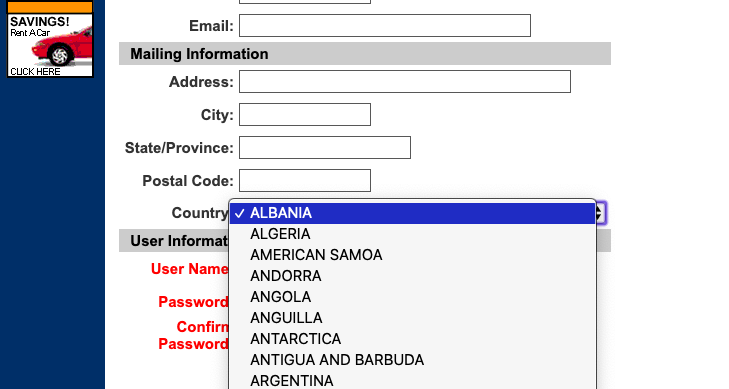 SAVINGS!
Rent A Car
CLICK HERE
Email:
Mailing Information
Address:
City:
State/Province:
Postal Code:
Country
✓ ALBANIA
ALGERIA
AMERICAN SAMOA
ANDORRA
ANGOLA
ANGUILLA
ANTARCTICA
ANTIGUA AND BARBUDA
ARGENTINA
User Informat
User Name
Password
Confirm
Password